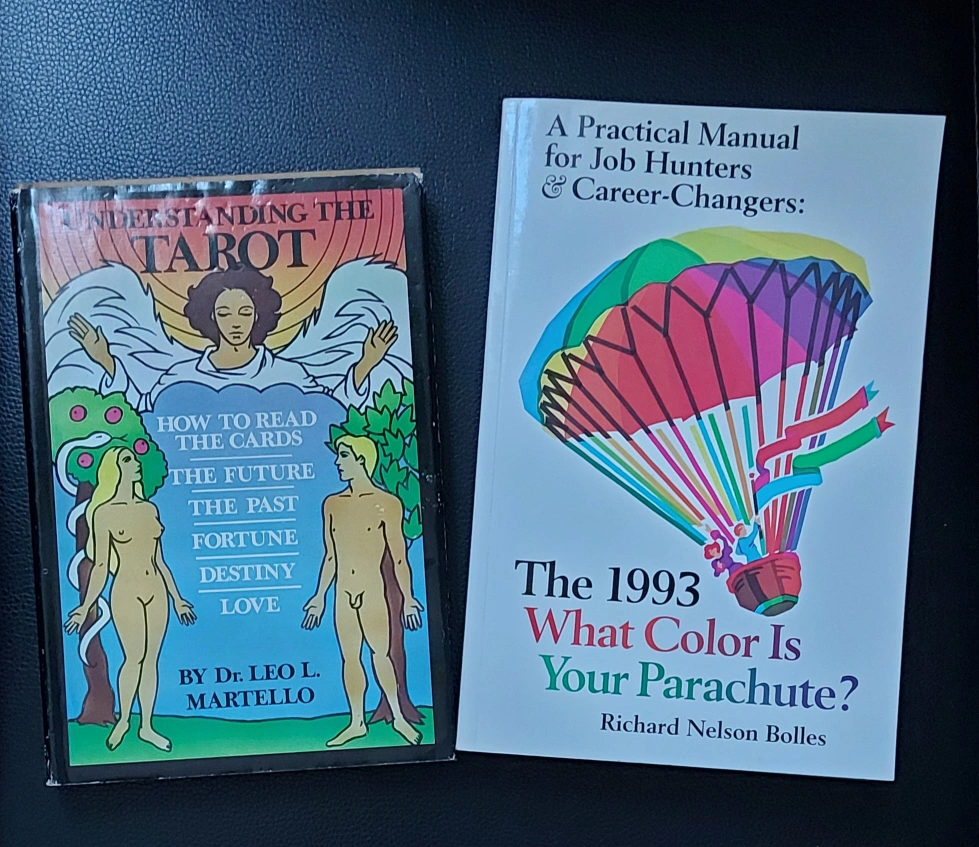 UNDERSTANDING THE
TAROT
HOW TO READ
THE CARDS
THE FUTURE
THE PAST
FORTUNE
DESTINY
LOVE
BY Dr. LEO L.
MARTELLO
A Practical Manual
for Job Hunters
& Career-Changers:
The 1993
What Color Is
Your Parachute?
Richard Nelson Bolles